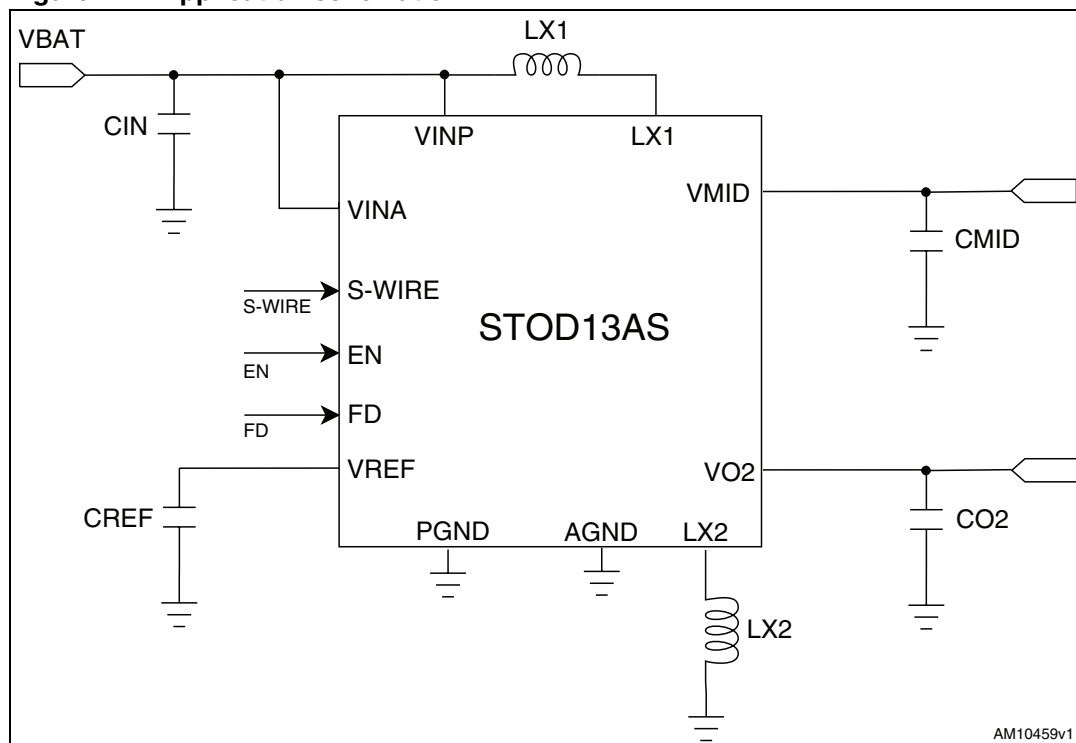 VBAT
LX1
CIN
VINP
LX1
VMID
VINA
CMID
S-WIRE
S-WIRE
STOD13AS
EN
EN
FD
FD
VREF
VO2
CREF
PGND
AGND
LX2
CO2
LX2
AM10459v1